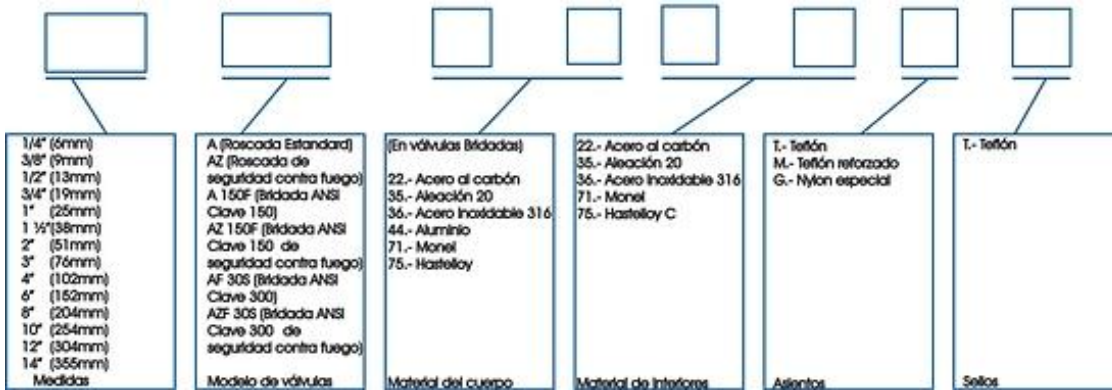 1/4" (6mm)
3/8" (9mm)
1/2" (13mm)
3/4" (19mm)
1" (25mm)
1 ½"(38mm)
2" (51mm)
3" (76mm)
4" (102mm)
6" (152mm)
8" (204mm)
10" (254mm)
12" (304mm)
14" (355mm)
Medidas
A (Roscada Estandard)
AZ (Roscada de
seguridad contra fuego)
A 150F (Bridada ANSI
Clave 150)
AZ 150F (Bridada ANSI
Clave 150 de
seguridad contra fuego)
AF 30S (Bridada ANSI
Clave 300)
AZF 30S (Bridada ANSI
Clave 300 de
seguridad contra fuego)
Modelo de válvulas
(En válvulas Bridadas)
22.- Acero al carbón
35.- Aleación 20
36.- Acero Inoxidable 316
44.- Aluminio
71.- Monel
75.- Hastelloy
Material del cuerpo
22.- Acero al carbón
35.- Aleación 20
36.- Acero Inoxidable 316
71.- Monel
75.- Hastelloy C
Material de Interiores
T.- Teflón
M.- Teflón reforzado
G.- Nylon especial
Asientos
T.- Teflón
Sellos